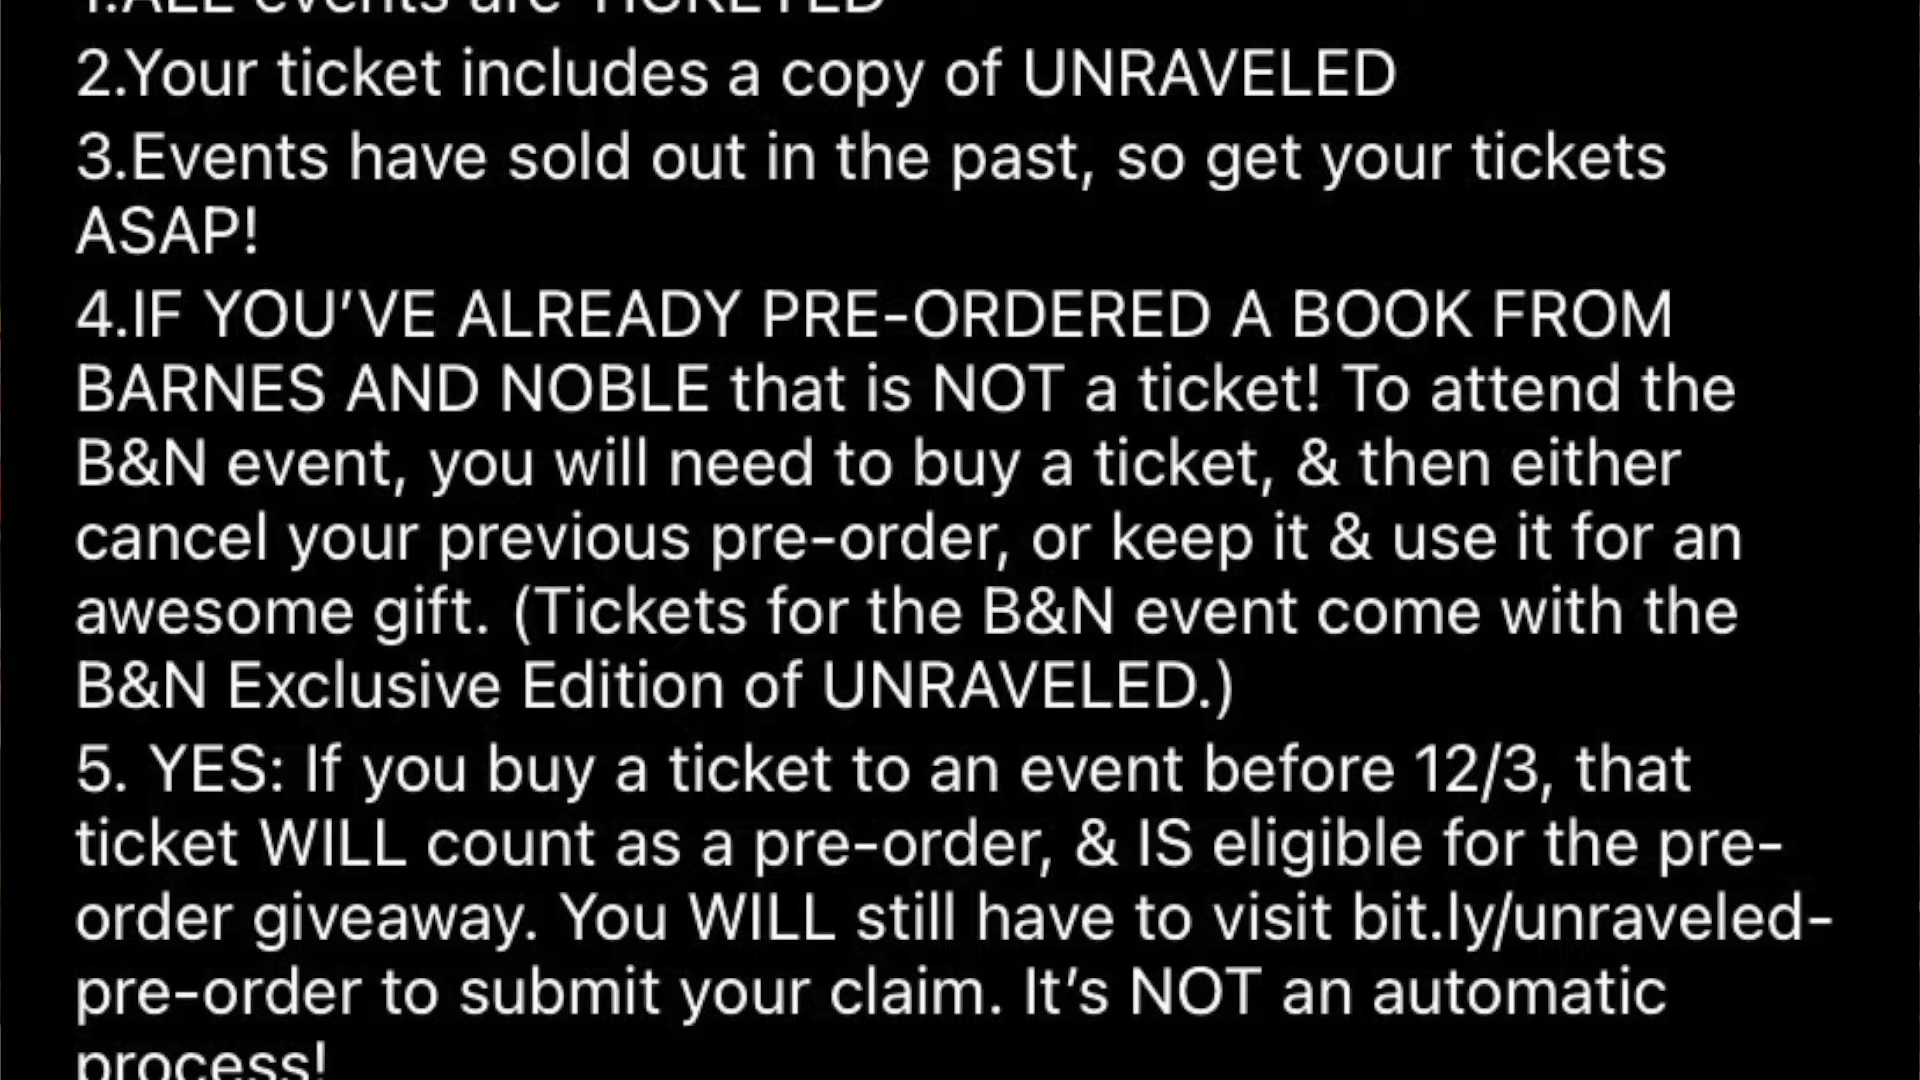 1.ALL events are TICKETED
2.Your ticket includes a copy of UNRAVELED
3.Events have sold out in the past, so get your tickets
ASAP!
4.IF YOU’VE ALREADY PRE-ORDERED A BOOK FROM
BARNES AND NOBLE that is NOT a ticket! To attend the
B&N event, you will need to buy a ticket, & then either
cancel your previous pre-order, or keep it & use it for an
awesome gift. (Tickets for the B&N event come with the
B&N Exclusive Edition of UNRAVELED.)
5. YES: If you buy a ticket to an event before 12/3, that
ticket WILL count as a pre-order, & IS eligible for the pre-
order giveaway. You WILL still have to visit bit.ly/unraveled-
pre-order to submit your claim. It’s NOT an automatic
process!